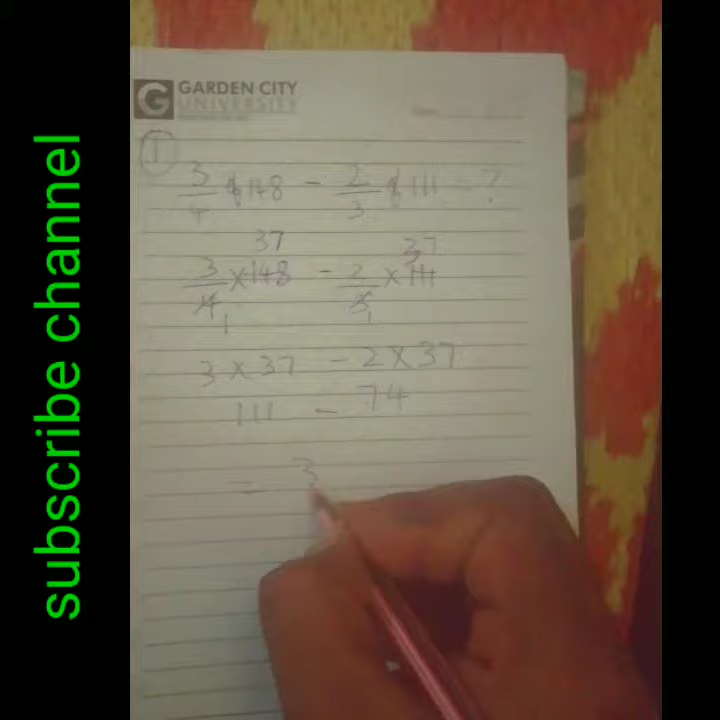 subscribe channel
G GARDEN CITY
UNIVERSITY
1
3/4 of 148 - 2/3 of 111 = ?
37 37
3/4 × 148 - 2/3 × 111
1 1
3 × 37 - 2 × 37
111 - 74
= 3